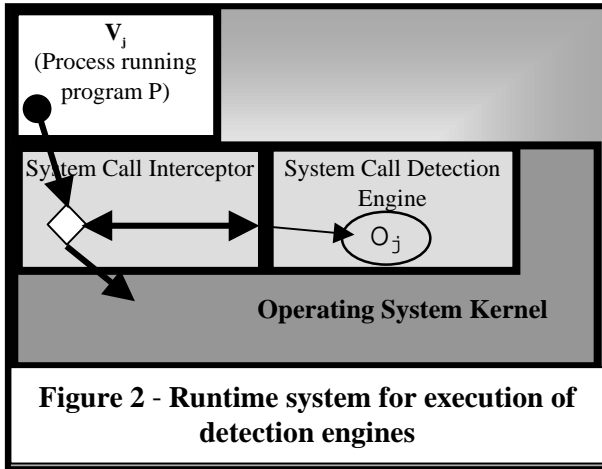 V_j
(Process running
program P)
System Call Interceptor
System Call Detection
Engine
O_j
Operating System Kernel
Figure 2 - Runtime system for execution of
detection engines